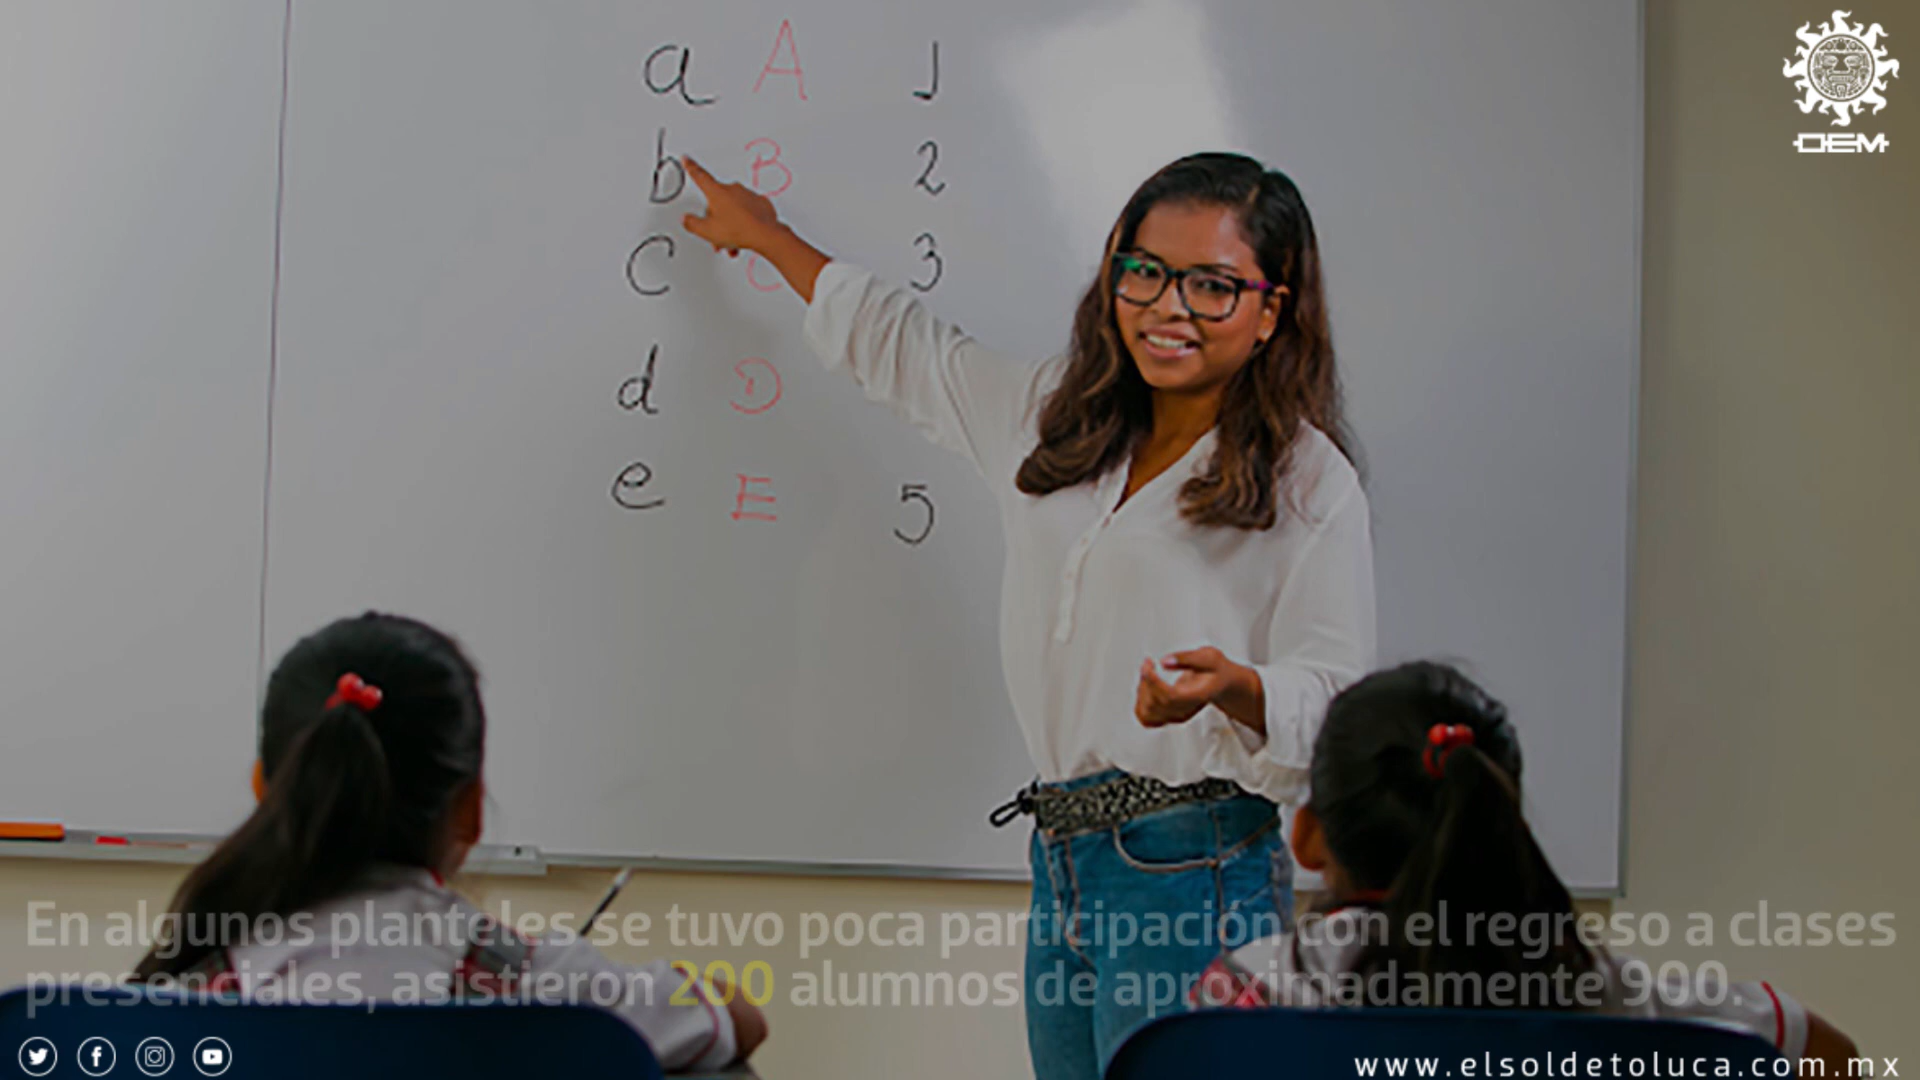 a A 1
b B 2
c C 3
d D
e E 5
OEM
En algunos planteles se tuvo poca participación con el regreso a clases
presenciales, asistieron 200 alumnos de aproximadamente 900.
www.elsoldetoluca.com.mx